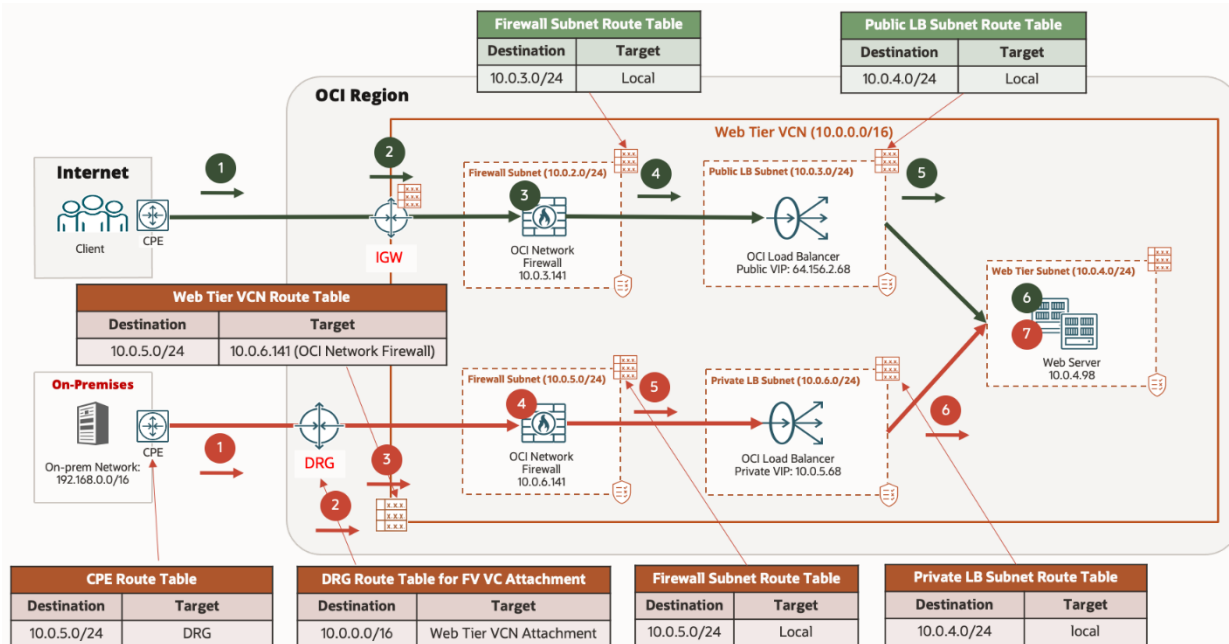 Firewall Subnet Route Table
Destination Target
10.0.3.0/24 Local
Public LB Subnet Route Table
Destination Target
10.0.4.0/24 Local
OCI Region
Web Tier VCN (10.0.0.0/16)
1
2
Internet
Client
CPE
IGW
Firewall Subnet (10.0.2.0/24)
3
OCI Network
Firewall
10.0.3.141
4
Public LB Subnet (10.0.3.0/24)
OCI Load Balancer
Public VIP: 64.156.2.68
5
Web Tier Subnet (10.0.4.0/24)
6
7
Web Server
10.0.4.98
Web Tier VCN Route Table
Destination Target
10.0.5.0/24 10.0.6.141 (OCI Network Firewall)
On-Premises
On-prem Network:
192.168.0.0/16
CPE
1
DRG
2
3
Firewall Subnet (10.0.5.0/24)
4
OCI Network
Firewall
10.0.6.141
5
Private LB Subnet (10.0.6.0/24)
OCI Load Balancer
Private VIP: 10.0.5.68
6
CPE Route Table
Destination Target
10.0.5.0/24 DRG
DRG Route Table for FV VC Attachment
Destination Target
10.0.0.0/16 Web Tier VCN Attachment
Firewall Subnet Route Table
Destination Target
10.0.5.0/24 Local
Private LB Subnet Route Table
Destination target
10.0.4.0/24 local